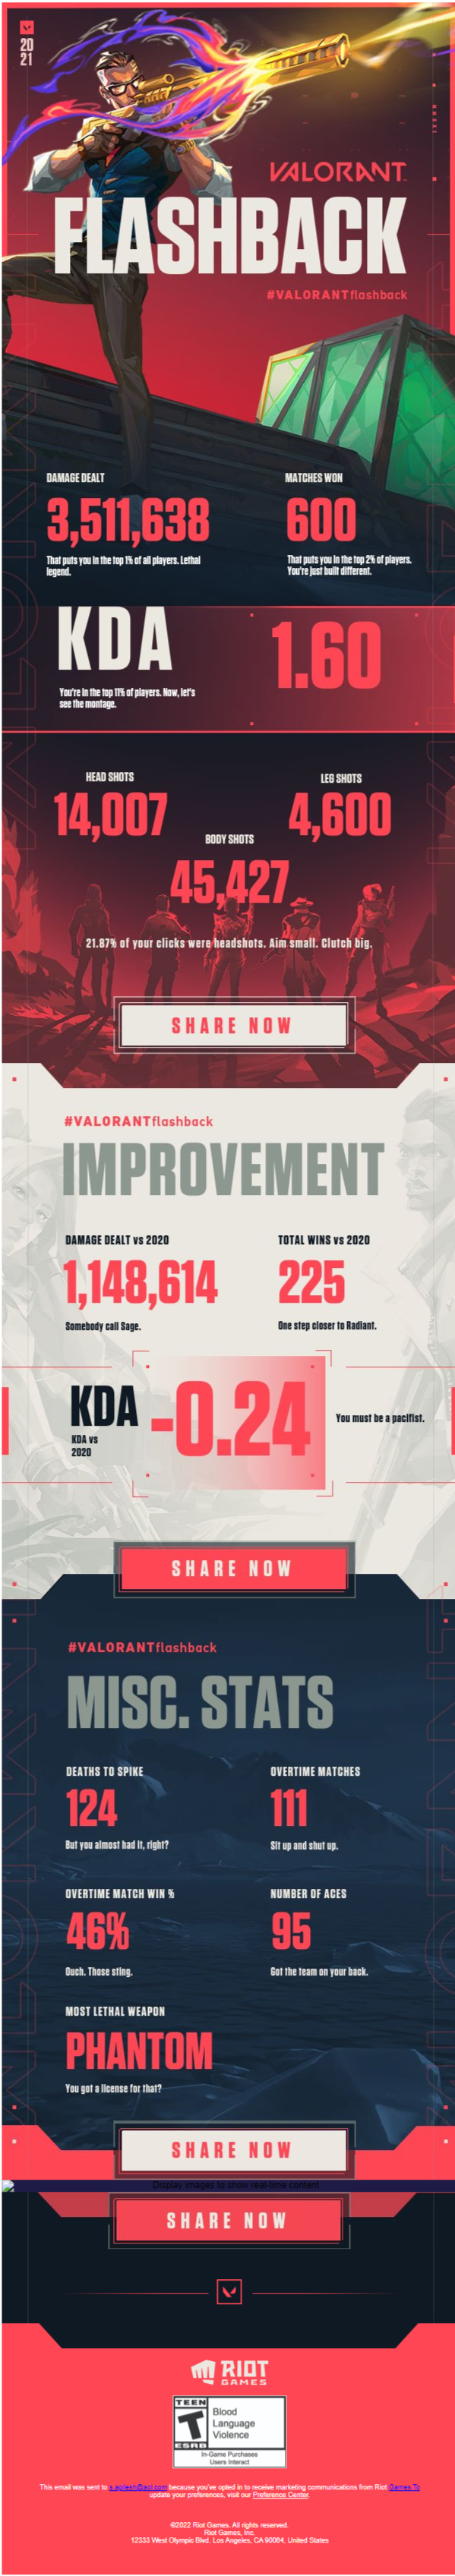 20
21
VALORANT
FLASHBACK
#VALORANTflashback
DAMAGE DEALT
3,511,638
That puts you in the top 1% of all players. Lethal
legend.
MATCHES WON
600
That puts you in the top 2% of players.
You're just built different.
KDA
You're in the top 11% of players. Now, let's
see the montage.
1.60
HEAD SHOTS
14,007
LEG SHOTS
4,600
BODY SHOTS
45,427
21.87% of your clicks were headshots. Aim small. Clutch big.
SHARE NOW
#VALORANTflashback
IMPROVEMENT
DAMAGE DEALT vs 2020
1,148,614
Somebody call Sage.
TOTAL WINS vs 2020
225
One step closer to Radiant.
KDA
KDA vs
2020
-0.24
You must be a pacifist.
SHARE NOW
#VALORANTflashback
MISC. STATS
DEATHS TO SPIKE
124
But you almost had it, right?
OVERTIME MATCHES
111
Sit up and shut up.
OVERTIME MATCH WIN %
46%
Ouch. Those sting.
NUMBER OF ACES
95
Got the team on your back.
MOST LETHAL WEAPON
PHANTOM
You got a license for that?
SHARE NOW
Display images to show real-time content
SHARE NOW
RIOT
GAMES
TEEN
T
ESRB
Blood
Language
Violence
In-Game Purchases
Users Interact
This email was sent to because you've opted in to receive marketing communications from Riot Games. To
update your preferences, visit our Preference Center.
©2022 Riot Games. All rights reserved.
Riot Games, Inc.
12333 West Olympic Blvd. Los Angeles, CA 90064, United States